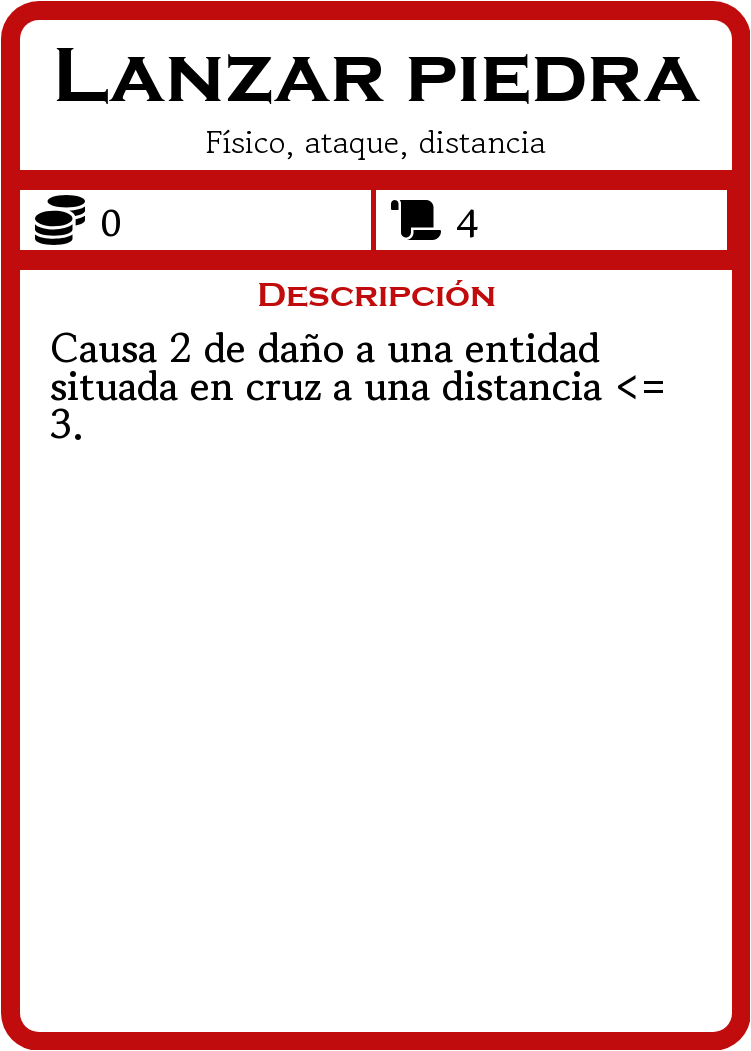 Lanzar piedra
Físico, ataque, distancia
0
4
Descripción
Causa 2 de daño a una entidad
situada en cruz a una distancia <=
3.